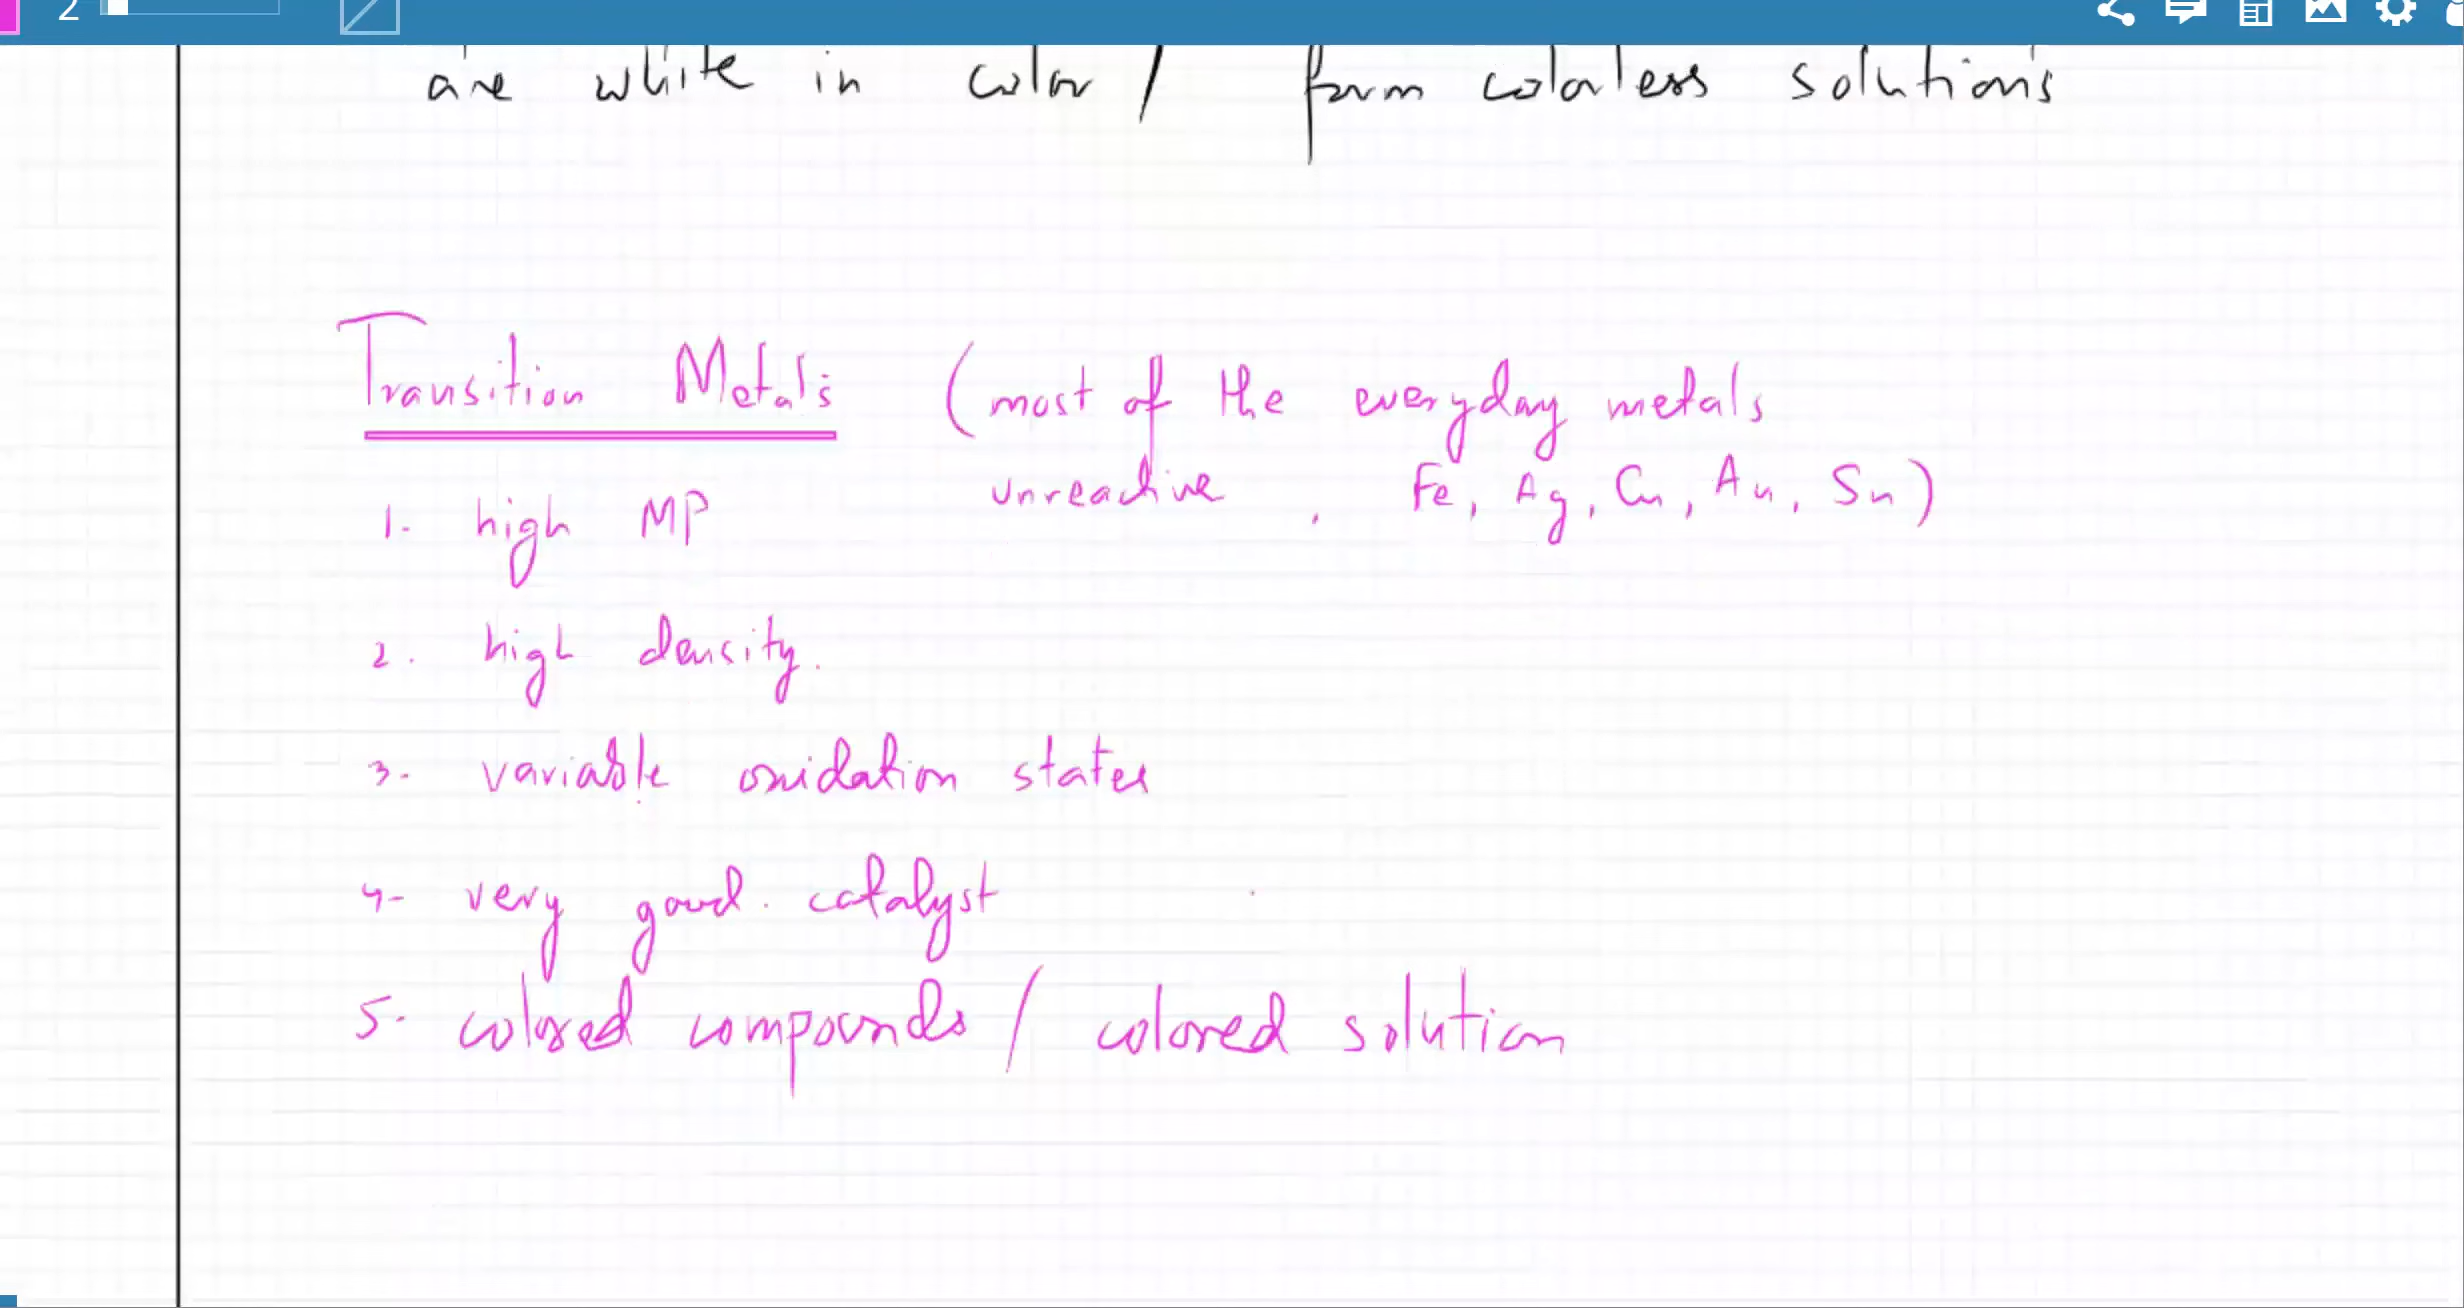 2
are white in color / form colorless solutions
Transition Metals (most of the everyday metals
unreactive, Fe, Ag, Cu, Au, Sn)
1. high MP
2. high density.
3. variable oxidation states
4- very good. catalyst
5. colored compounds / colored solution